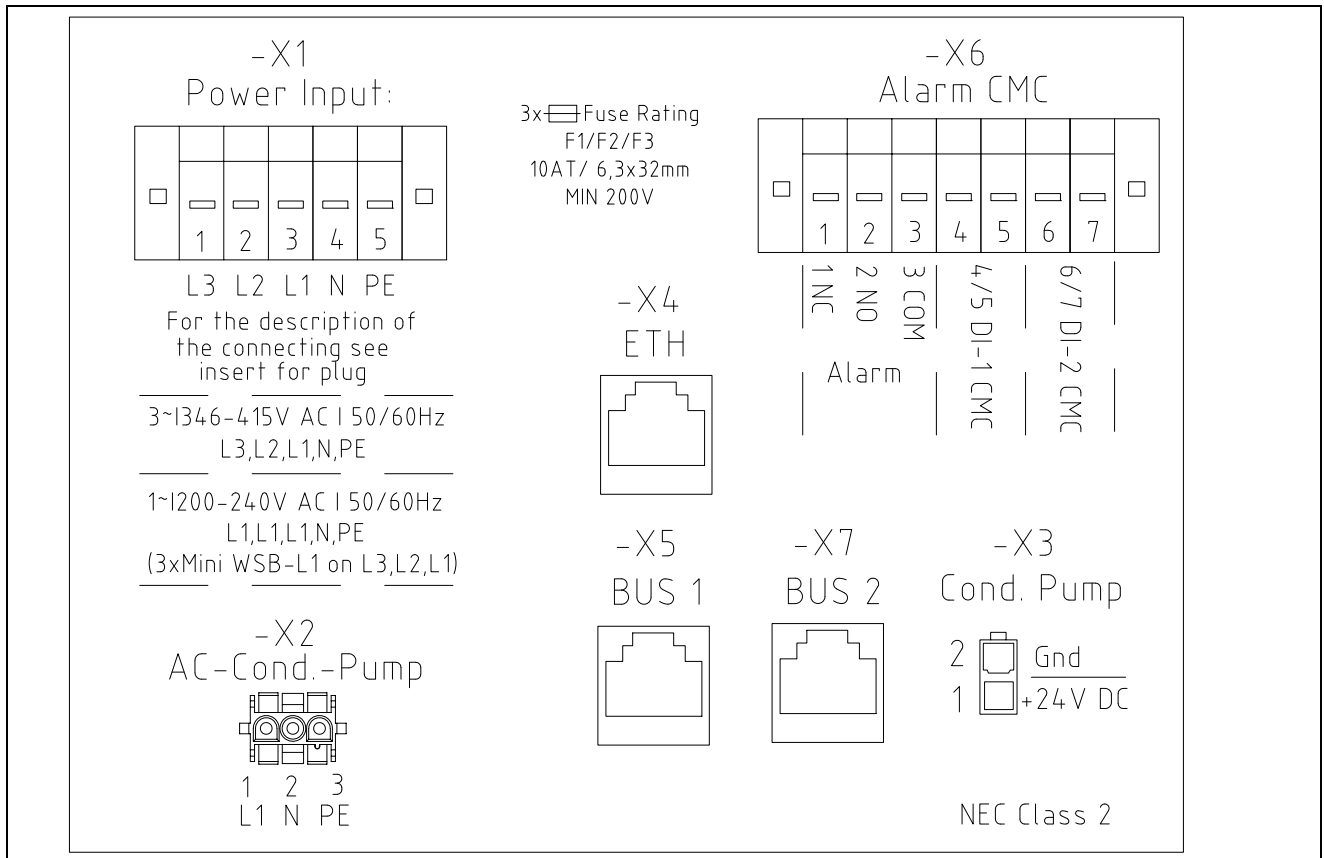 -X1
Power Input:
1 2 3 4 5
L3 L2 L1 N PE
For the description of
the connecting see
insert for plug
3~I346-415V AC I 50/60Hz
L3,L2,L1,N,PE
1~I200-240V AC I 50/60Hz
L1,L1,L1,N,PE
(3xMini WSB-L1 on L3,L2,L1)
-X2
AC-Cond.-Pump
1 2 3
L1 N PE
3x Fuse Rating
F1/F2/F3
10AT/ 6,3x32mm
MIN 200V
-X6
Alarm CMC
1 2 3 4 5 6 7
1 NC
2 NO
3 COM
4/5 DI-1 CMC
6/7 DI-2 CMC
Alarm
-X4
ETH
-X5
BUS 1
-X7
BUS 2
-X3
Cond. Pump
2 Gnd
1 +24V DC
NEC Class 2